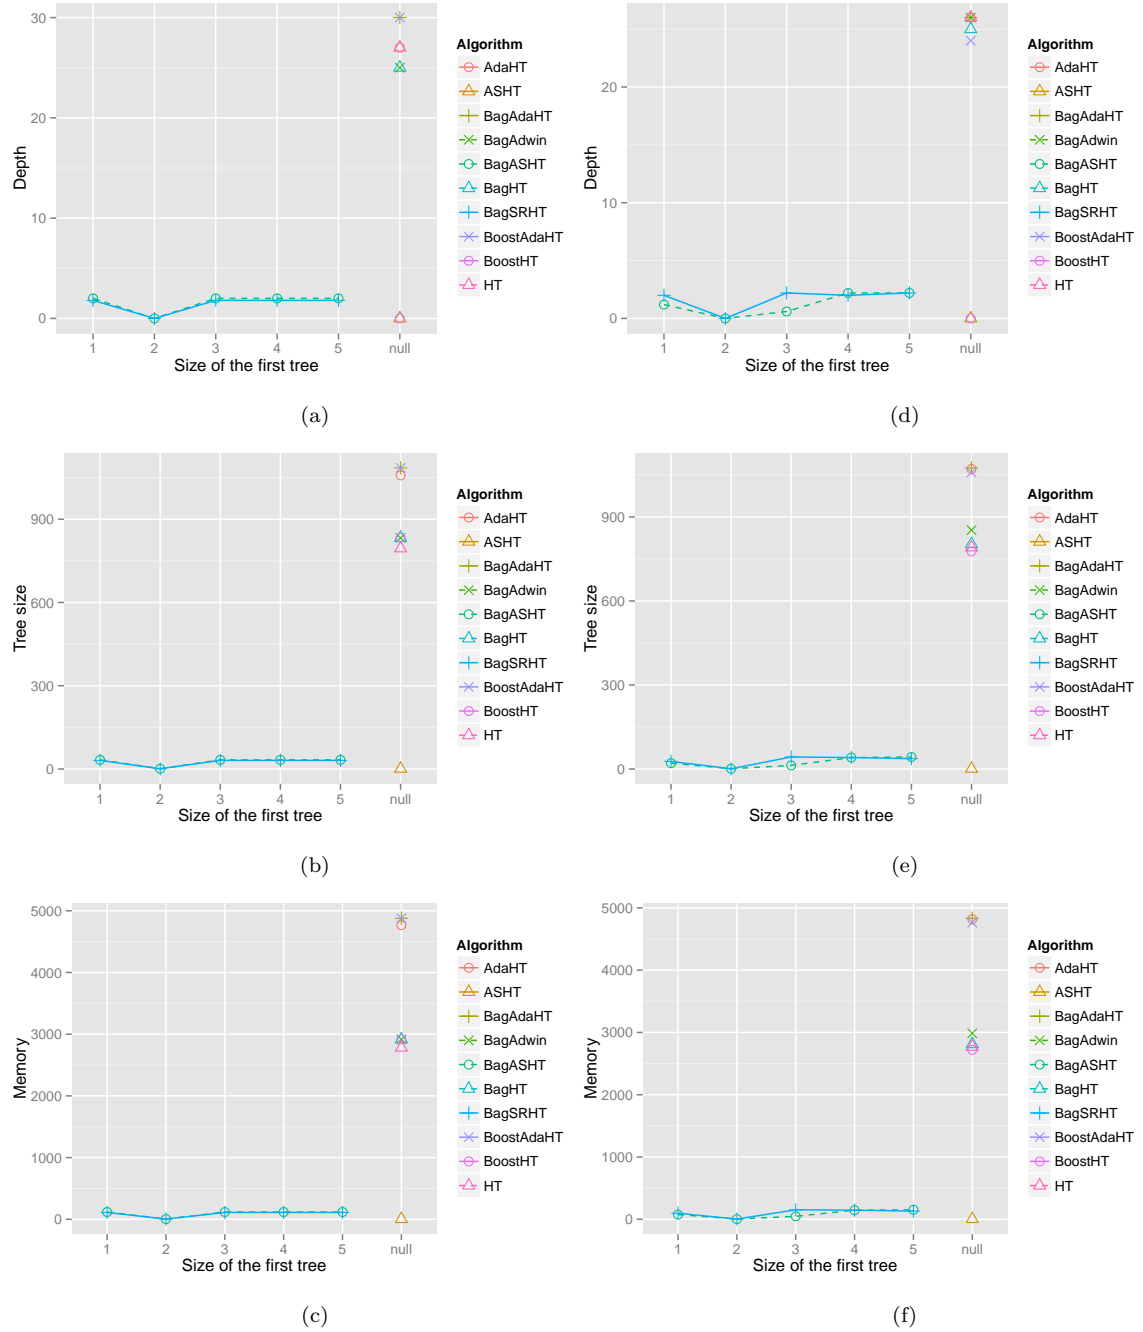 30
20
10
0
Depth
1 2 3 4 5 null
Size of the first tree
Algorithm
AdaHT
ASHT
BagAdaHT
BagAdwin
BagASHT
BagHT
BagSRHT
BoostAdaHT
BoostHT
HT
(a)
20
10
0
Depth
1 2 3 4 5 null
Size of the first tree
Algorithm
AdaHT
ASHT
BagAdaHT
BagAdwin
BagASHT
BagHT
BagSRHT
BoostAdaHT
BoostHT
HT
(d)
900
600
300
0
Tree size
1 2 3 4 5 null
Size of the first tree
Algorithm
AdaHT
ASHT
BagAdaHT
BagAdwin
BagASHT
BagHT
BagSRHT
BoostAdaHT
BoostHT
HT
(b)
900
600
300
0
Tree size
1 2 3 4 5 null
Size of the first tree
Algorithm
AdaHT
ASHT
BagAdaHT
BagAdwin
BagASHT
BagHT
BagSRHT
BoostAdaHT
BoostHT
HT
(e)
5000
4000
3000
2000
1000
0
Memory
1 2 3 4 5 null
Size of the first tree
Algorithm
AdaHT
ASHT
BagAdaHT
BagAdwin
BagASHT
BagHT
BagSRHT
BoostAdaHT
BoostHT
HT
(c)
5000
4000
3000
2000
1000
0
Memory
1 2 3 4 5 null
Size of the first tree
Algorithm
AdaHT
ASHT
BagAdaHT
BagAdwin
BagASHT
BagHT
BagSRHT
BoostAdaHT
BoostHT
HT
(f)